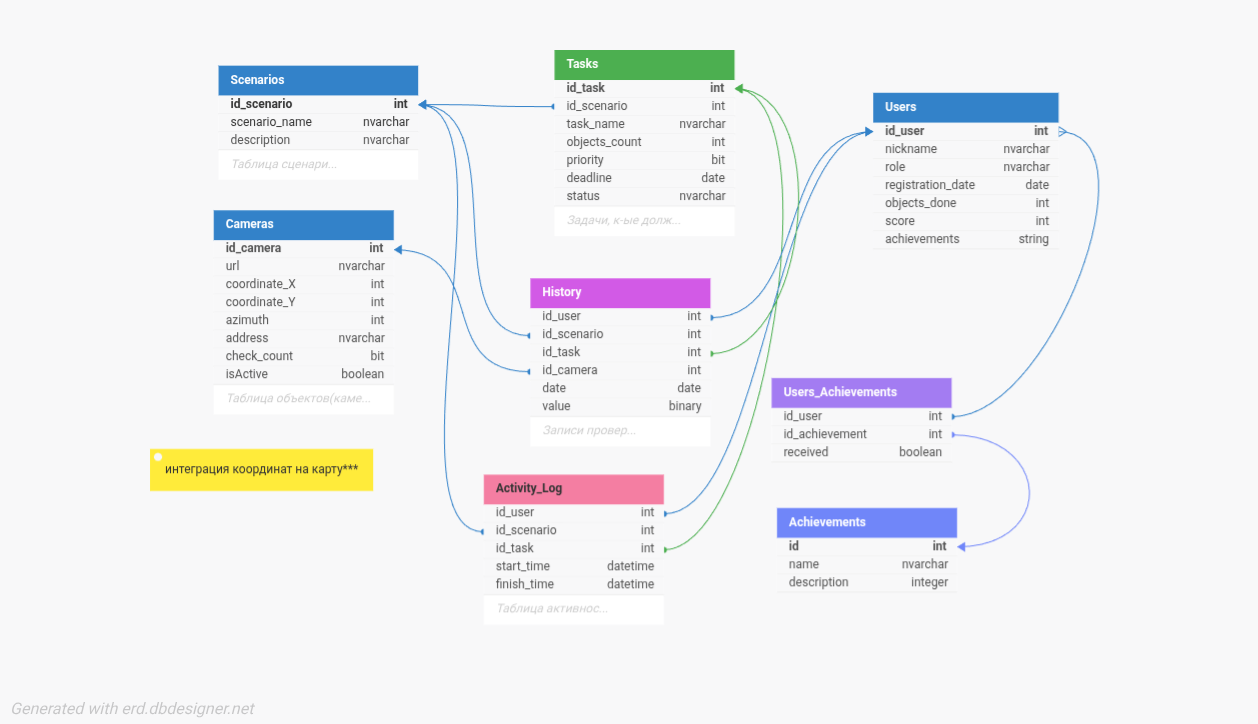 Scenarios
id_scenario int
scenario_name nvarchar
description nvarchar
Таблица сценари...
Tasks
id_task int
id_scenario int
task_name nvarchar
objects_count int
priority bit
deadline date
status nvarchar
Задачи, к-ые долж...
Users
id_user int
nickname nvarchar
role nvarchar
registration_date date
objects_done int
score int
achievements string
Cameras
id_camera int
url nvarchar
coordinate_X int
coordinate_Y int
azimuth int
address nvarchar
check_count bit
isActive boolean
Таблица объектов(каме...
History
id_user int
id_scenario int
id_task int
id_camera int
date date
value binary
Записи провер...
Users_Achievements
id_user int
id_achievement int
received boolean
интеграция координат на карту***
Activity_Log
id_user int
id_scenario int
id_task int
start_time datetime
finish_time datetime
Таблица активнос...
Achievements
id int
name nvarchar
description integer
Generated with erd.dbdesigner.net